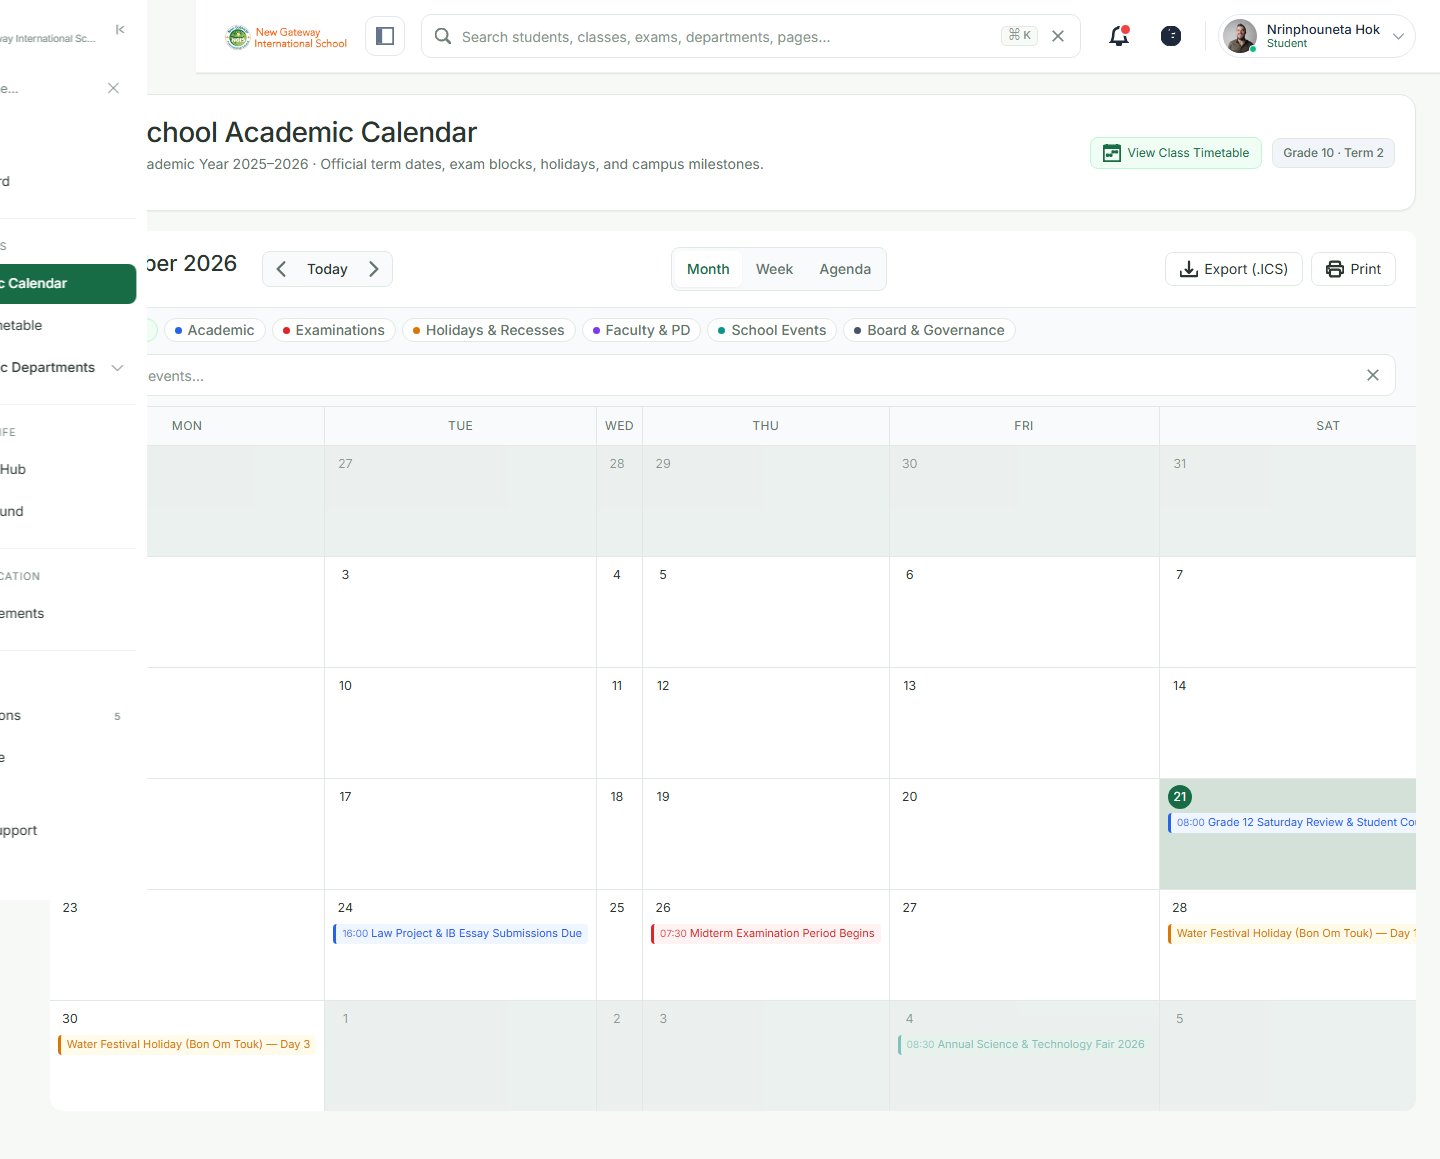 way International Sc...
e...
rd
S
c Calendar
netable
c Departments
IFE
Hub
und
CATION
ements
ons
5
e
upport
New Gateway
International School
Search students, classes, exams, departments, pages...
⌘ K
Nrinphouneta Hok
Student
chool Academic Calendar
ademic Year 2025–2026 · Official term dates, exam blocks, holidays, and campus milestones.
View Class Timetable
Grade 10 · Term 2
ber 2026
Today
Month
Week
Agenda
Export (.ICS)
Print
Academic
Examinations
Holidays & Recesses
Faculty & PD
School Events
Board & Governance
events...
MON
TUE
WED
THU
FRI
SAT
27
28
29
30
31
3
4
5
6
7
10
11
12
13
14
17
18
19
20
21
08:00 Grade 12 Saturday Review & Student Cou
23
24
16:00 Law Project & IB Essay Submissions Due
25
26
07:30 Midterm Examination Period Begins
27
28
Water Festival Holiday (Bon Om Touk) — Day 1
30
Water Festival Holiday (Bon Om Touk) — Day 3
1
2
3
4
08:30 Annual Science & Technology Fair 2026
5